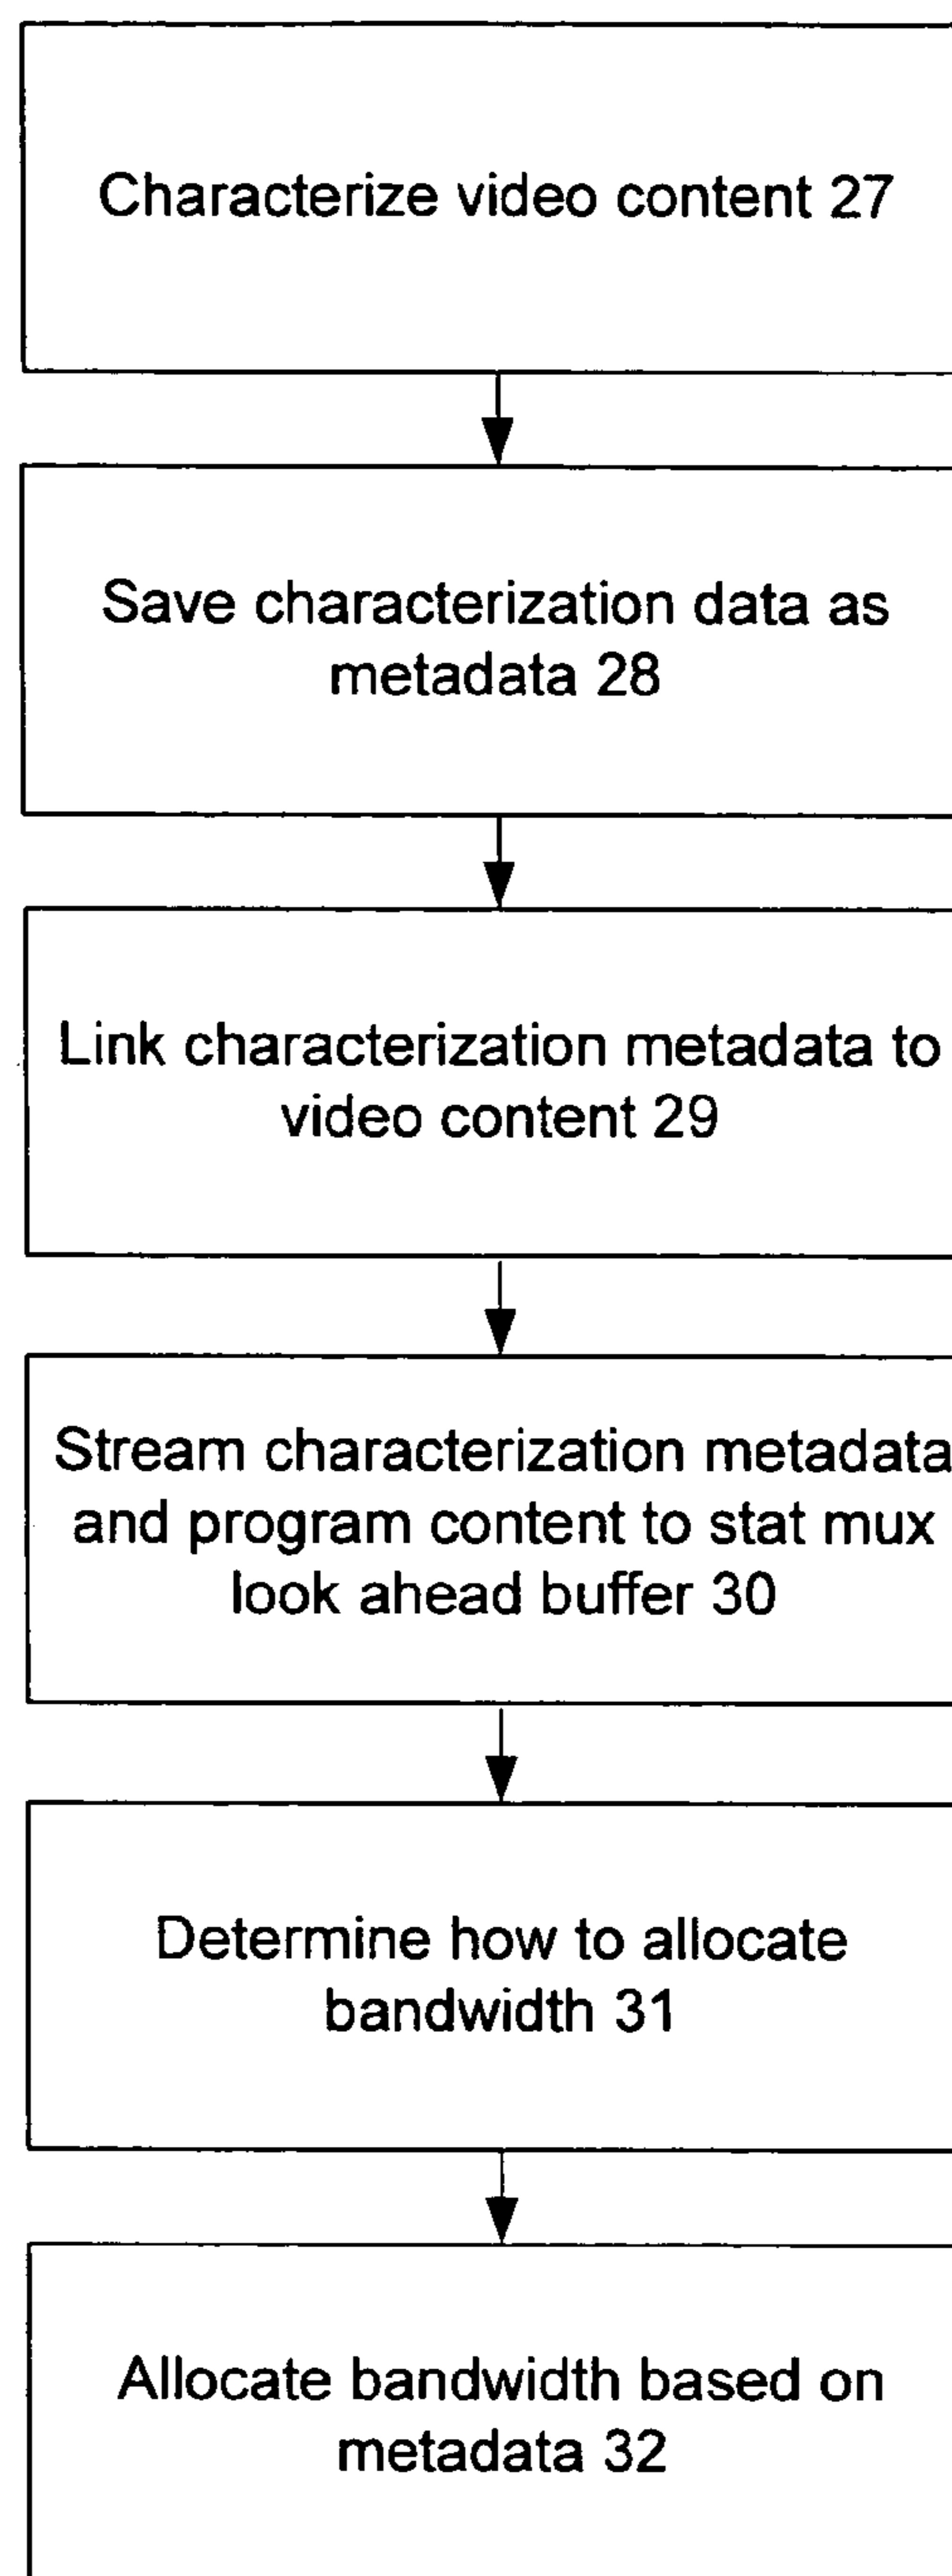 Characterize video content 27
Save characterization data as
metadata 28
Link characterization metadata to
video content 29
Stream characterization metadata
and program content to stat mux
look ahead buffer 30
Determine how to allocate
bandwidth 31
Allocate bandwidth based on
metadata 32